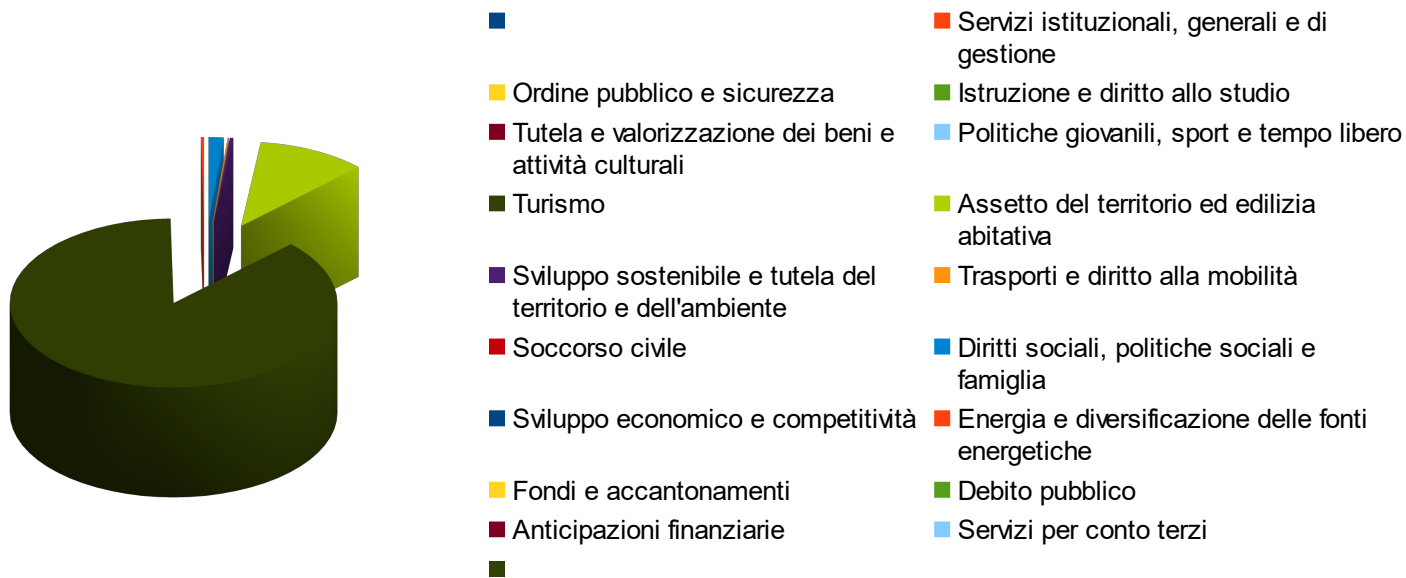 Servizi istituzionali, generali e di
gestione
Ordine pubblico e sicurezza
Istruzione e diritto allo studio
Tutela e valorizzazione dei beni e
attività culturali
Politiche giovanili, sport e tempo libero
Turismo
Assetto del territorio ed edilizia
abitativa
Sviluppo sostenibile e tutela del
territorio e dell'ambiente
Trasporti e diritto alla mobilità
Soccorso civile
Diritti sociali, politiche sociali e
famiglia
Sviluppo economico e competitività
Energia e diversificazione delle fonti
energetiche
Fondi e accantonamenti
Debito pubblico
Anticipazioni finanziarie
Servizi per conto terzi